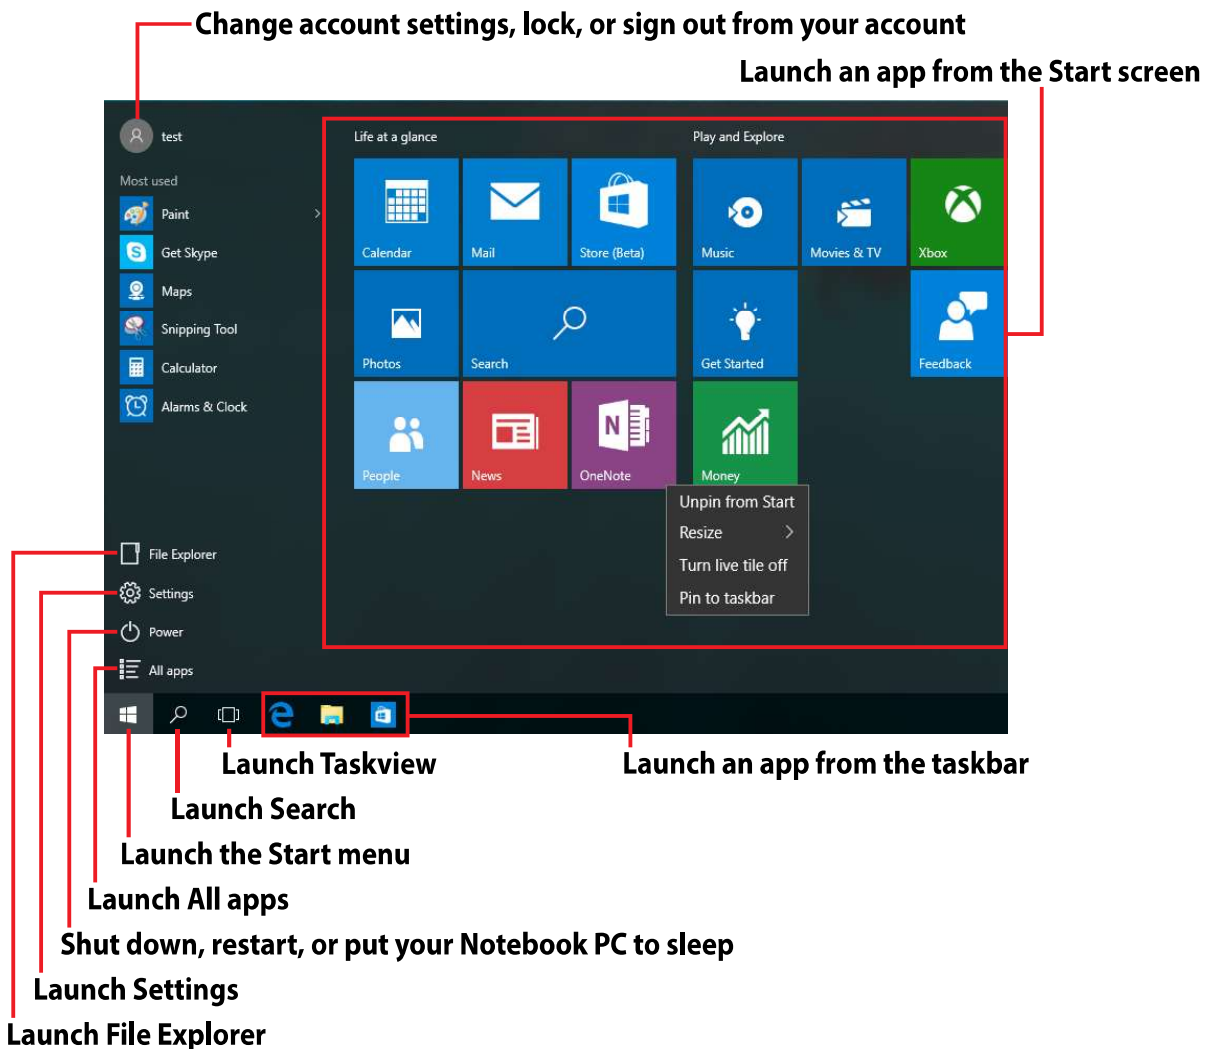 Change account settings, lock, or sign out from your account
Launch an app from the Start screen
test
Life at a glance
Play and Explore
Most used
Paint
Get Skype
Maps
Snipping Tool
Calculator
Alarms & Clock
Calendar
Mail
Store (Beta)
Music
Movies & TV
Xbox
Photos
Search
Get Started
Feedback
People
News
OneNote
Money
Unpin from Start
Resize
Turn live tile off
Pin to taskbar
File Explorer
Settings
Power
All apps
Launch Taskview
Launch an app from the taskbar
Launch Search
Launch the Start menu
Launch All apps
Shut down, restart, or put your Notebook PC to sleep
Launch Settings
Launch File Explorer